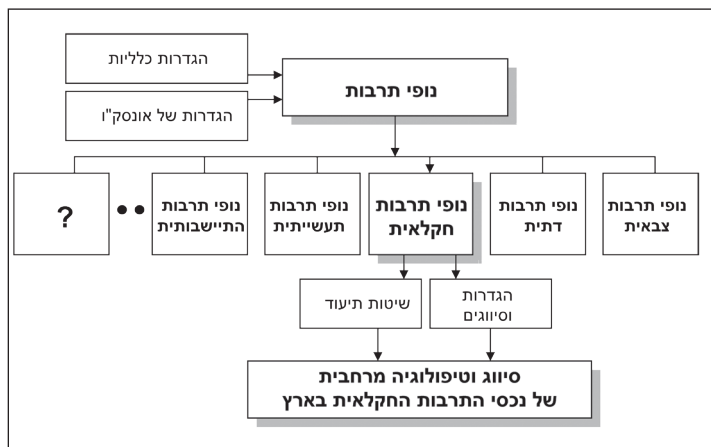 הגדרות כלליות
הגדרות של אונסק"ו
נופי תרבות
נופי תרבות
צבאית
נופי תרבות
דתית
נופי תרבות
חקלאית
נופי תרבות
תעשייתית
נופי תרבות
התיישבותית
?
הגדרות
וסיווגים
שיטות תיעוד
סיווג וטיפולוגיה מרחבית
של נכסי התרבות החקלאית בארץ